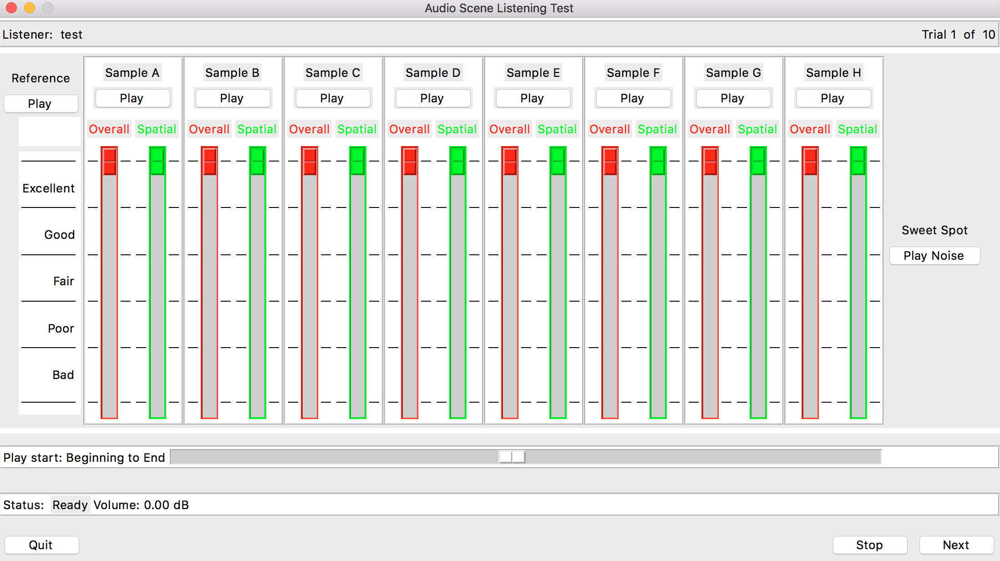 Audio Scene Listening Test
Listener: test
Trial 1 of 10
Reference
Play
Sample A
Sample B
Sample C
Sample D
Sample E
Sample F
Sample G
Sample H
Play
Play
Play
Play
Play
Play
Play
Play
Overall Spatial
Overall Spatial
Overall Spatial
Overall Spatial
Overall Spatial
Overall Spatial
Overall Spatial
Overall Spatial
Excellent
Good
Fair
Poor
Bad
Sweet Spot
Play Noise
Play start: Beginning to End
Status: Ready Volume: 0.00 dB
Quit
Stop
Next